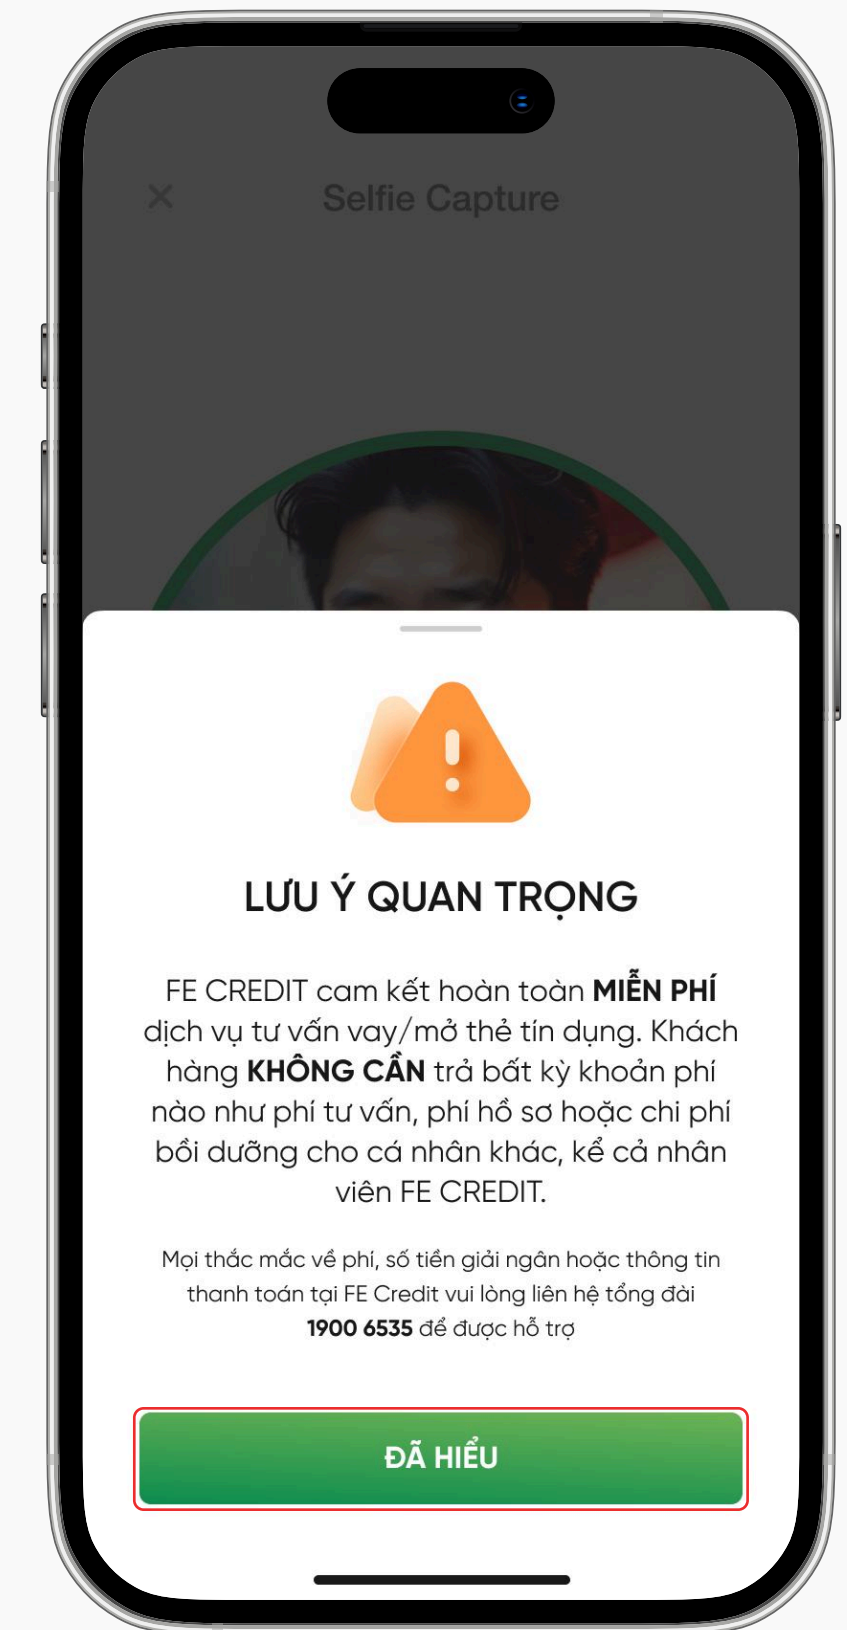 Selfie Capture
LƯU Ý QUAN TRỌNG
FE CREDIT cam kết hoàn toàn MIỄN PHÍ
dịch vụ tư vấn vay/mở thẻ tín dụng. Khách
hàng KHÔNG CẦN trả bất kỳ khoản phí
nào như phí tư vấn, phí hồ sơ hoặc chi phí
bồi dưỡng cho cá nhân khác, kể cả nhân
viên FE CREDIT.
Mọi thắc mắc về phí, số tiền giải ngân hoặc thông tin
thanh toán tại FE Credit vui lòng liên hệ tổng đài
1900 6535 để được hỗ trợ
ĐÃ HIỂU